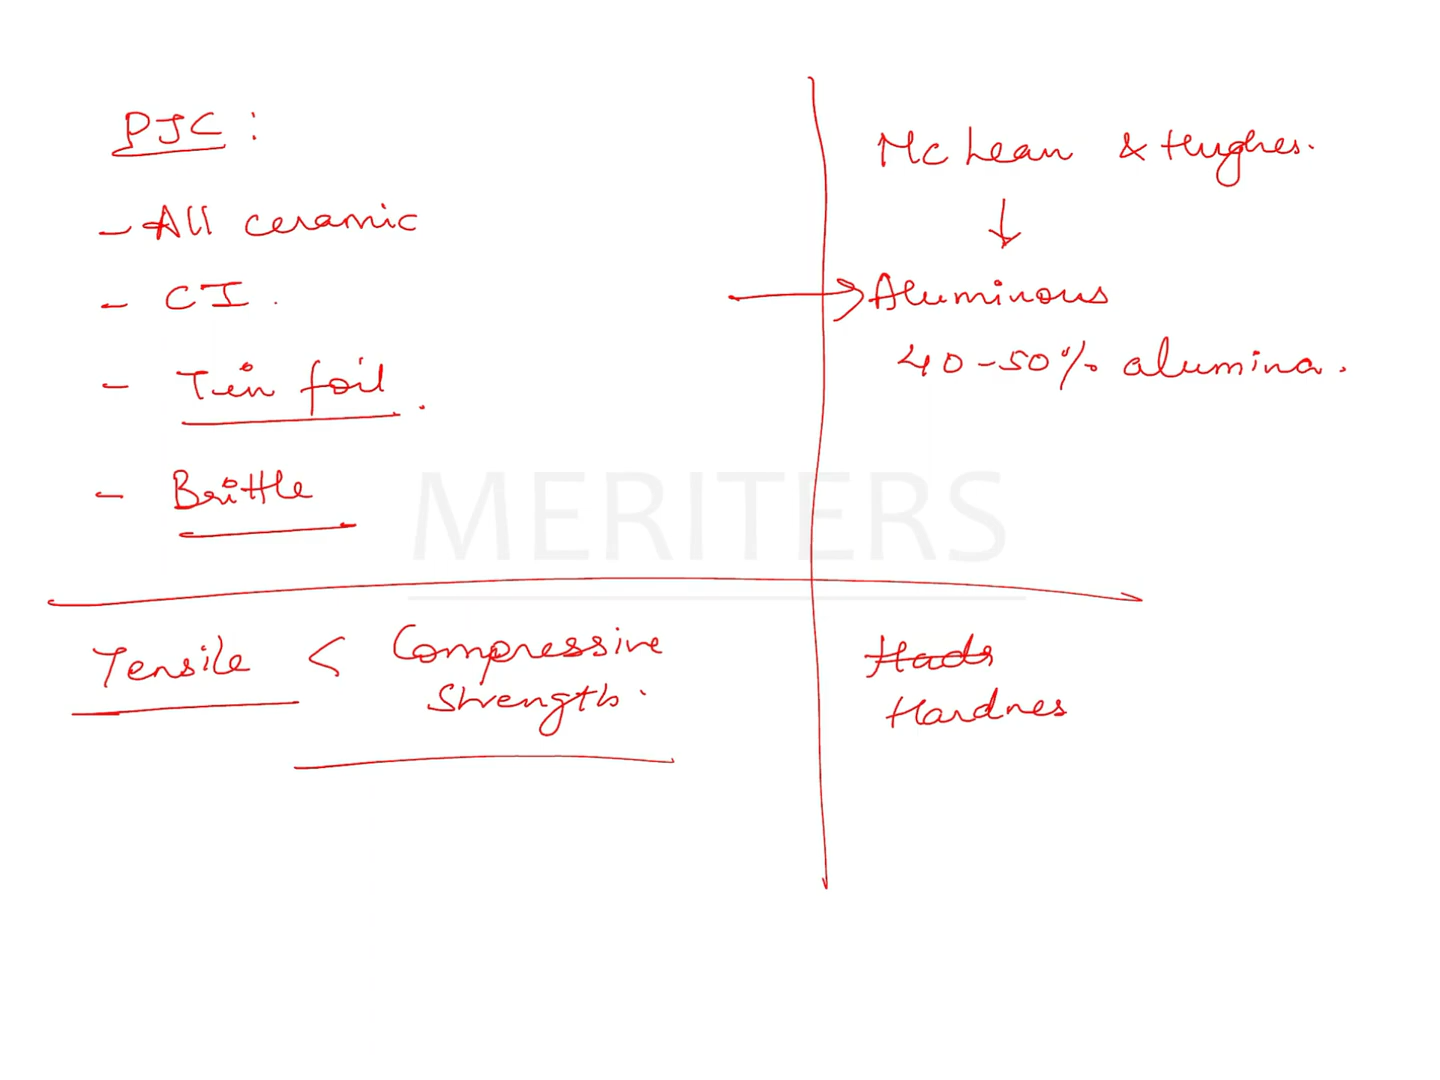 PJC :
- All ceramic
- CI .
- Tin foil .
- Brittle
Mc Lean & Hughes.
↓
→ Aluminous
40-50% alumina.
MERITERS
Tensile < Compressive
Strength.
Hads
Hardnes